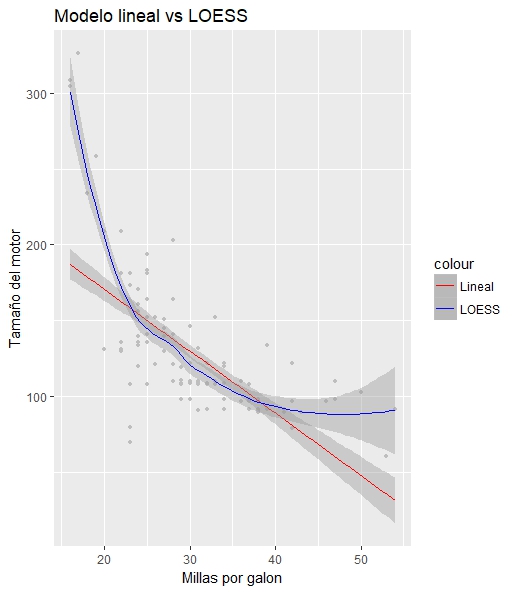 Modelo lineal vs LOESS
Tamaño del motor
300
200
100
20 30 40 50
Millas por galon
colour
Lineal
LOESS